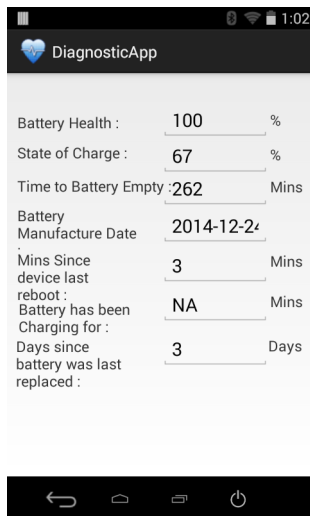 1:02
DiagnosticApp
Battery Health : 100 %
State of Charge : 67 %
Time to Battery Empty : 262 Mins
Battery
Manufacture Date 2014-12-24
:
Mins Since 3 Mins
device last
reboot :
Battery has been NA Mins
Charging for :
Days since 3 Days
battery was last
replaced :